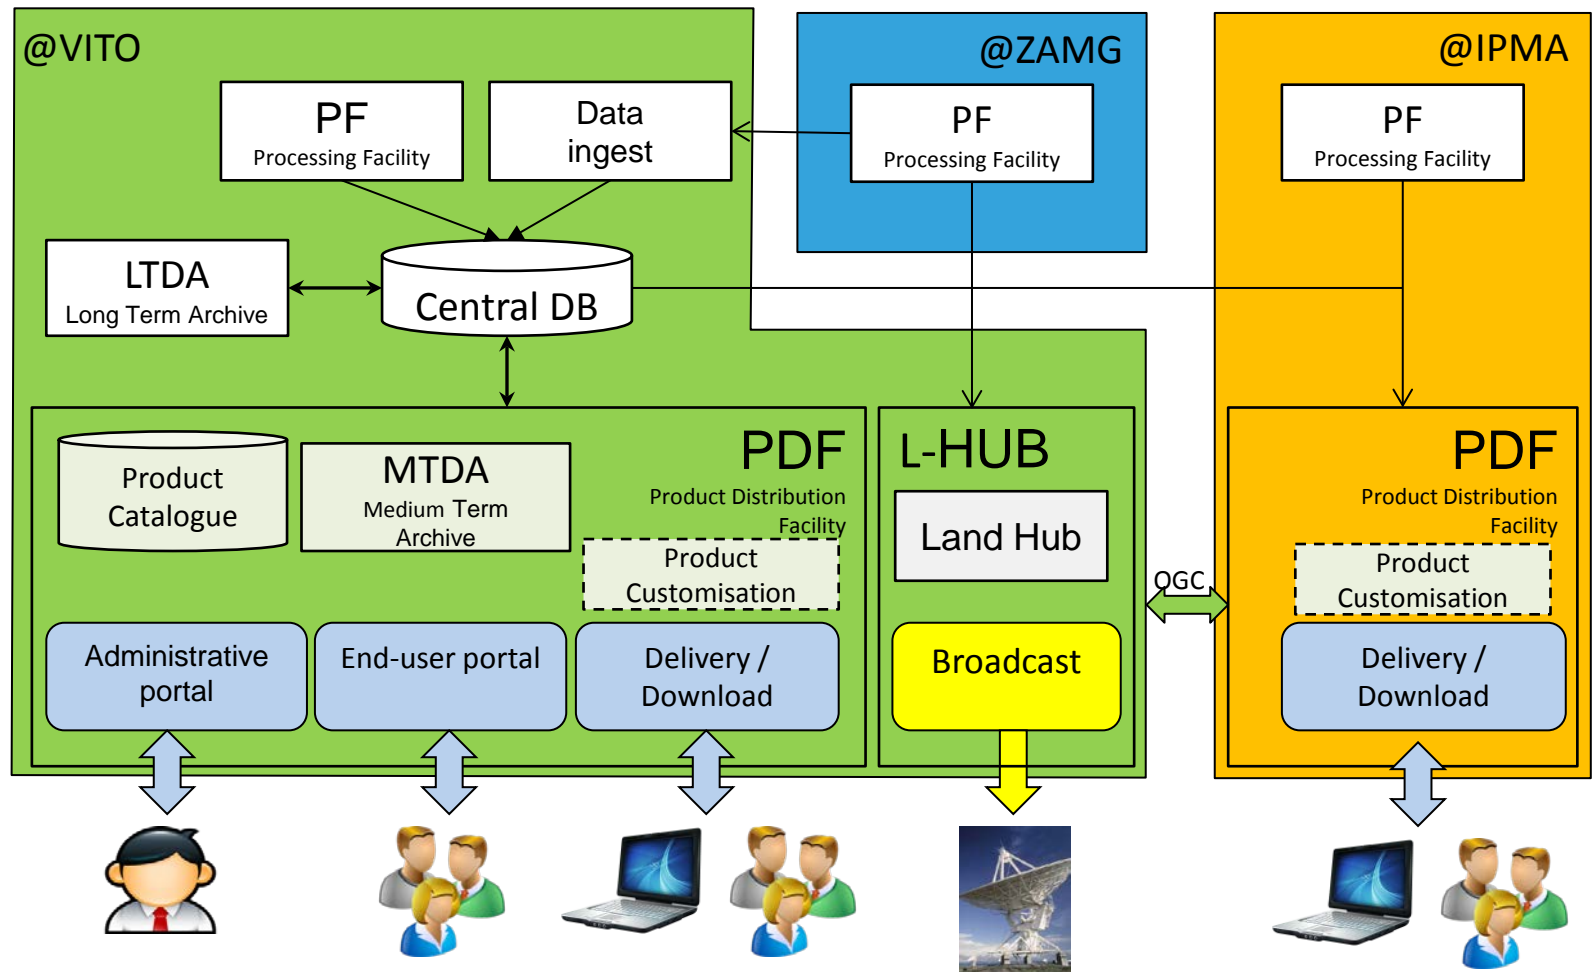 @VITO
@ZAMG
@IPMA
PF
Processing Facility
Data
ingest
PF
Processing Facility
PF
Processing Facility
LTDA
Long Term Archive
Central DB
Product
Catalogue
MTDA
Medium Term
Archive
PDF
Product Distribution
Facility
Product
Customisation
L-HUB
Land Hub
OGC
PDF
Product Distribution
Facility
Product
Customisation
Administrative
portal
End-user portal
Delivery /
Download
Broadcast
Delivery /
Download